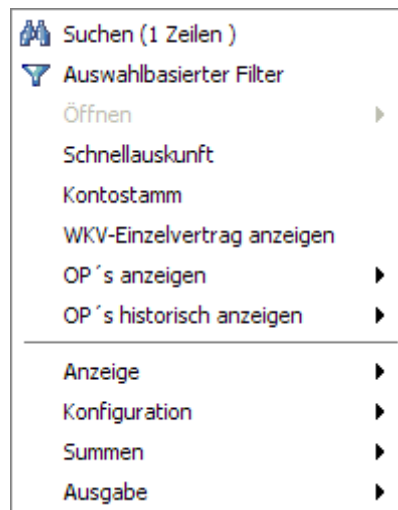 Suchen (1 Zeilen )
Auswahlbasierter Filter
Öffnen
Schnellauskunft
Kontostamm
WKV-Einzelvertrag anzeigen
OP´s anzeigen
OP´s historisch anzeigen
Anzeige
Konfiguration
Summen
Ausgabe